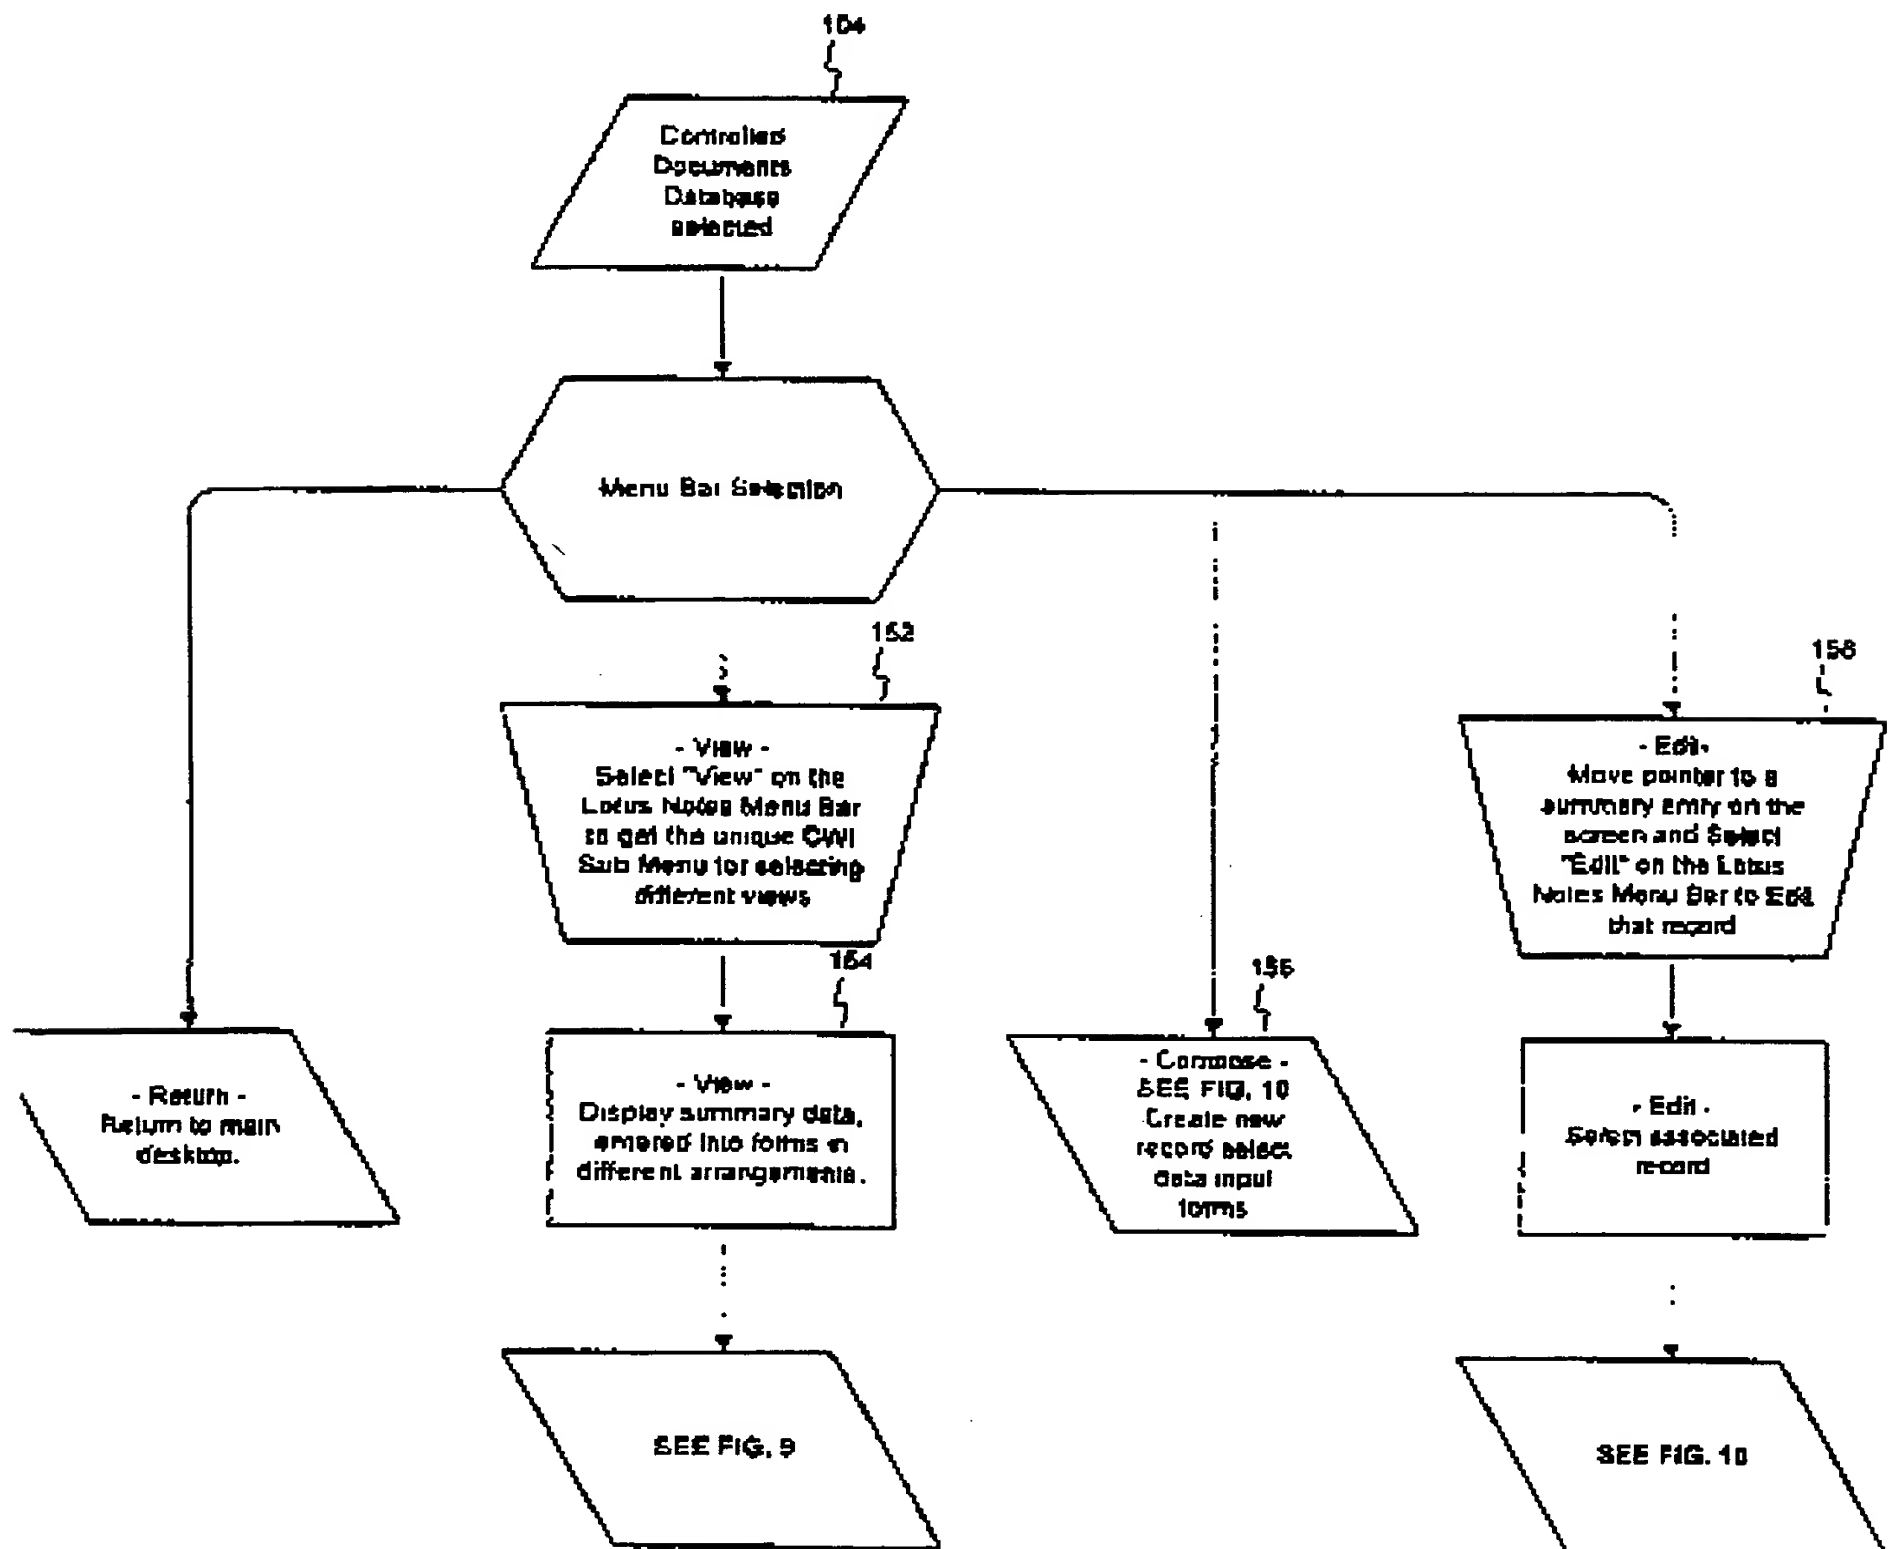 104
Controlled
Documents
Database
selected
Menu Bar Selection
152
- View -
Select "View" on the
Lotus Notes Menu Bar
to get the unique CWI
Sub Menu for selecting
different views
158
- Edit -
Move pointer to a
summary entry on the
screen and Select
"Edit" on the Lotus
Notes Menu Bar to Edit
that record
- Return -
Return to main
desktop.
154
- View -
Display summary data,
entered into forms in
different arrangements.
156
- Compose -
SEE FIG. 10
Create new
record select
data input
forms
- Edit -
Select associated
record
SEE FIG. 9
SEE FIG. 10